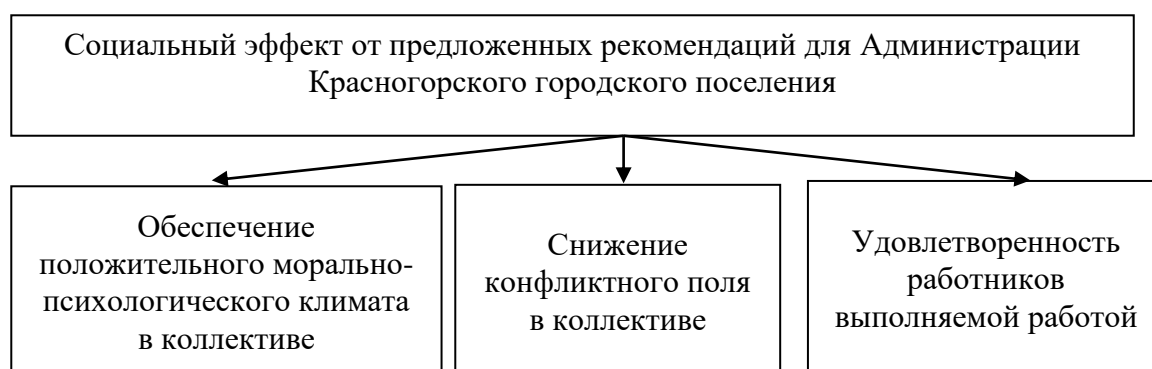 Социальный эффект от предложенных рекомендаций для Администрации
Красногорского городского поселения
Обеспечение
положительного морально-
психологического климата
в коллективе
Снижение
конфликтного поля
в коллективе
Удовлетворенность
работников
выполняемой работой